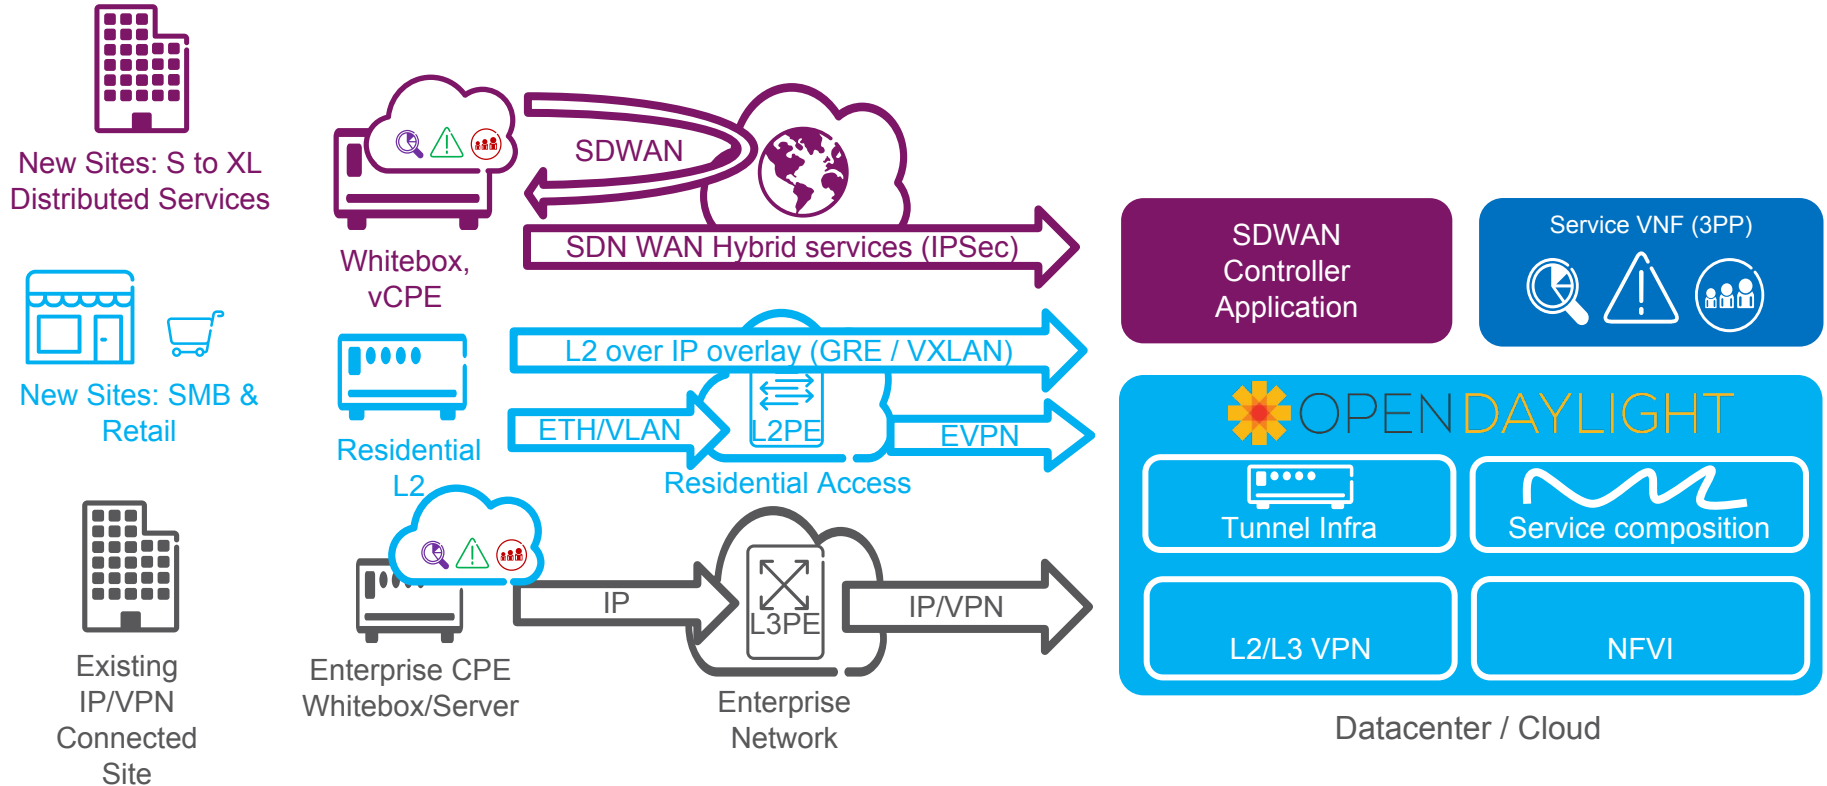 New Sites: S to XL
Distributed Services
Whitebox,
vCPE
SDWAN
SDN WAN Hybrid services (IPSec)
New Sites: SMB &
Retail
Residential
L2
L2 over IP overlay (GRE / VXLAN)
ETH/VLAN
L2PE
EVPN
Residential Access
Existing
IP/VPN
Connected
Site
Enterprise CPE
Whitebox/Server
IP
L3PE
IP/VPN
Enterprise
Network
SDWAN
Controller
Application
Service VNF (3PP)
OPENDAYLIGHT
Tunnel Infra
Service composition
L2/L3 VPN
NFVI
Datacenter / Cloud